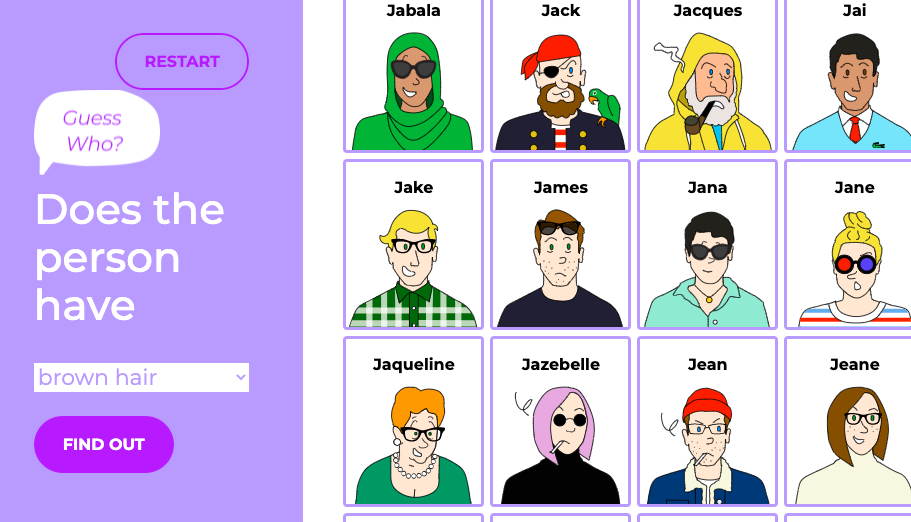 RESTART
Guess
Who?
Does the
person
have
brown hair
FIND OUT
Jabala
Jack
Jacques
Jai
Jake
James
Jana
Jane
Jaqueline
Jazebelle
Jean
Jeane